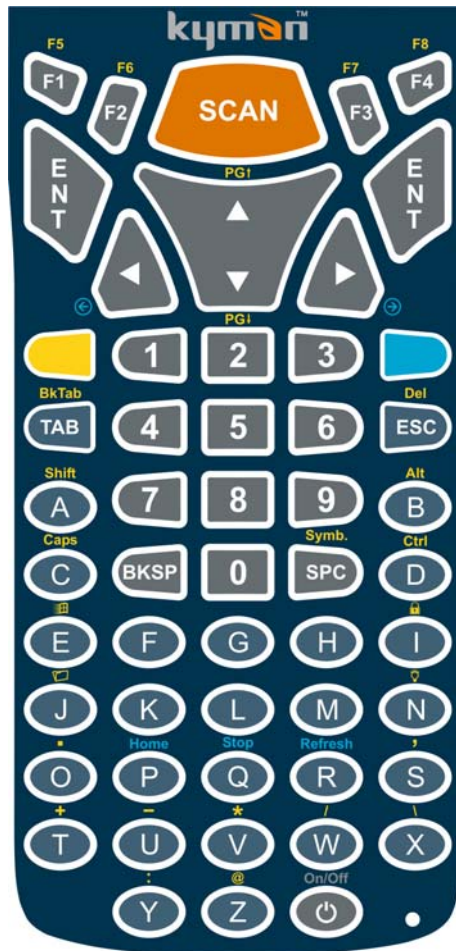 kyman™
F5 F8
F6 F7
F1 F4
F2 SCAN F3
ENT ENT
PG↑
▲
◀ ▶
▼
← →
PG↓
1 2 3
BkTab Del
TAB 4 5 6 ESC
Shift Alt
A 7 8 9 B
Caps Symb. Ctrl
C BKSP 0 SPC D
E F G H I
J K L M N
. Home Stop Refresh ,
O P Q R S
+ - * / \
T U V W X
: @ On/Off
Y Z